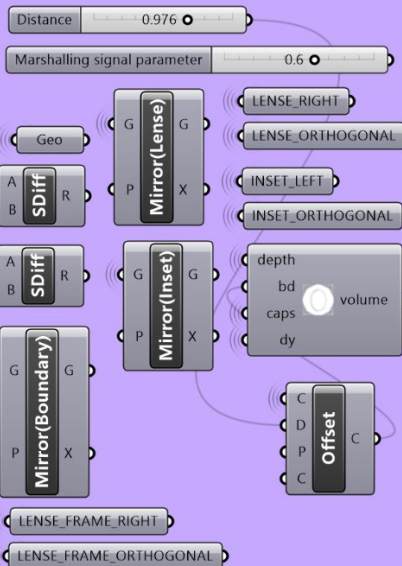 Distance 0.976
Marshalling signal parameter 0.6
Geo
G G
Mirror(Lense)
P X
LENSE_RIGHT
LENSE_ORTHOGONAL
A
SDiff R
B
INSET_LEFT
INSET_ORTHOGONAL
A
SDiff R
B
G G
Mirror(Inset)
P X
depth
bd
volume
caps
dy
G G
Mirror(Boundary)
P X
C
D
Offset C
P
C
LENSE_FRAME_RIGHT
LENSE_FRAME_ORTHOGONAL